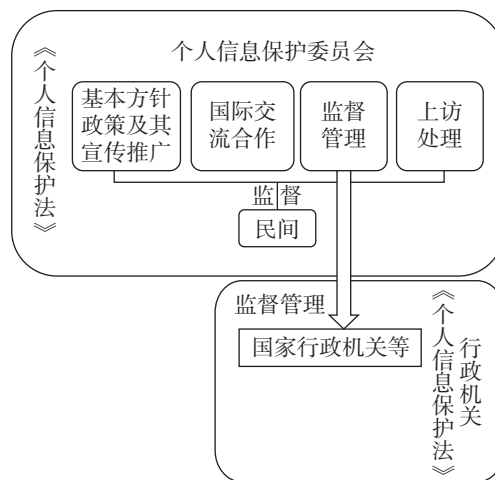 个人信息保护委员会
《个人信息保护法》
基本方针
政策及其
宣传推广
国际交
流合作
监督
管理
上访
处理
监督
民间
监督管理
国家行政机关等
行政机关
《个人信息保护法》